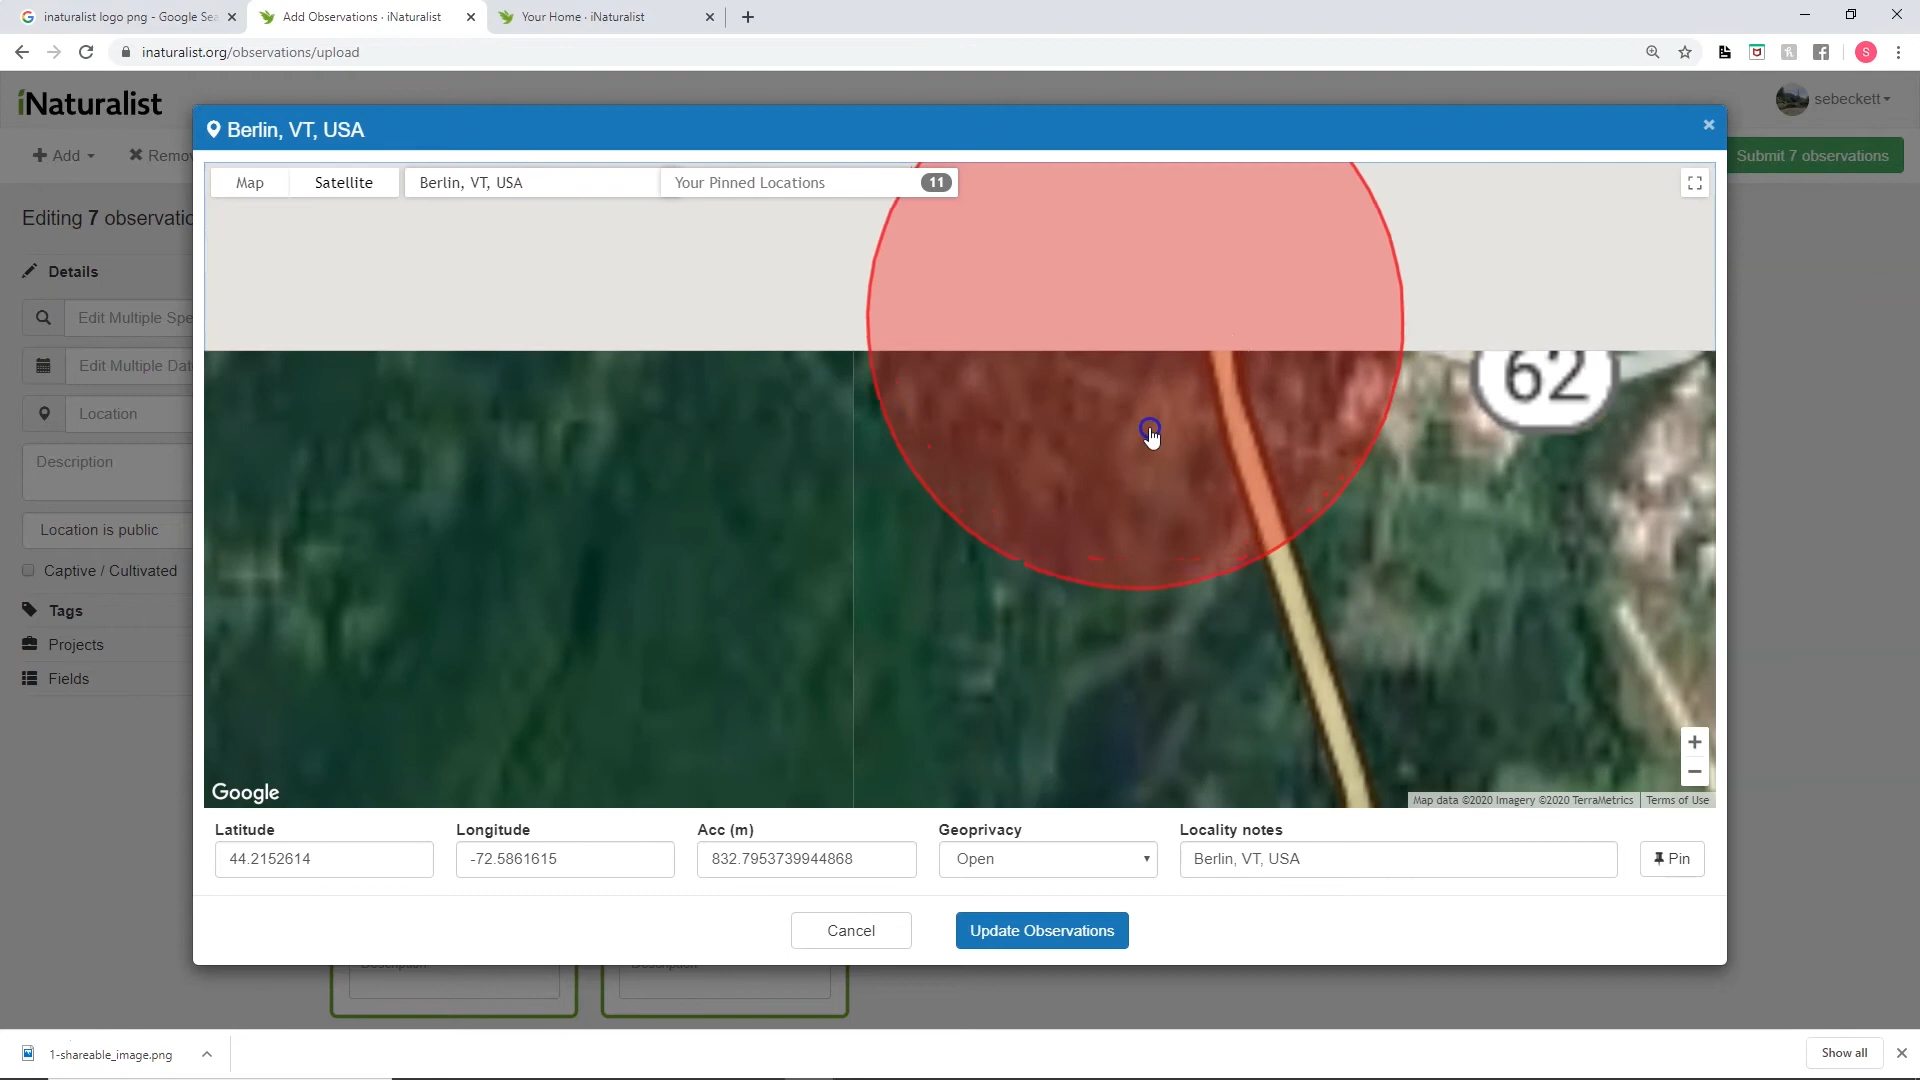 inaturalist logo png - Google Sea
Add Observations · iNaturalist
Your Home · iNaturalist
inaturalist.org/observations/upload
S
iNaturalist
sebeckett
Add
Remov
Submit 7 observations
Editing 7 observatio
Details
Edit Multiple Spe
Edit Multiple Dat
Location
Description
Location is public
Captive / Cultivated
Tags
Projects
Fields
Berlin, VT, USA
Map
Satellite
Berlin, VT, USA
Your Pinned Locations
11
62
Google
Map data ©2020 Imagery ©2020 TerraMetrics
Terms of Use
Latitude
Longitude
Acc (m)
Geoprivacy
Locality notes
44.2152614
-72.5861615
832.7953739944868
Open
Berlin, VT, USA
Pin
Cancel
Update Observations
1-shareable_image.png
Show all